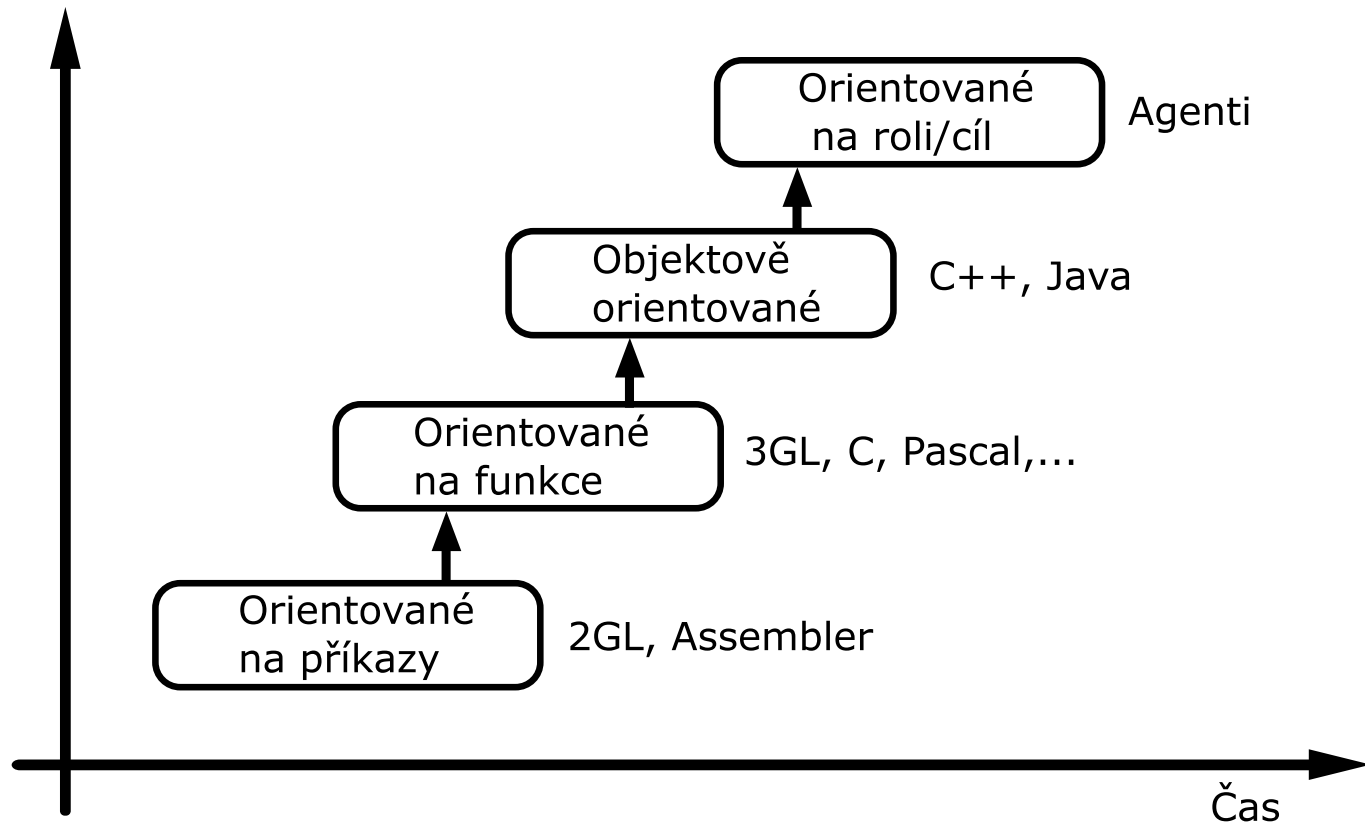 Orientované
na roli/cíl
Agenti
Objektově
orientované
C++, Java
Orientované
na funkce
3GL, C, Pascal,...
Orientované
na příkazy
2GL, Assembler
Čas